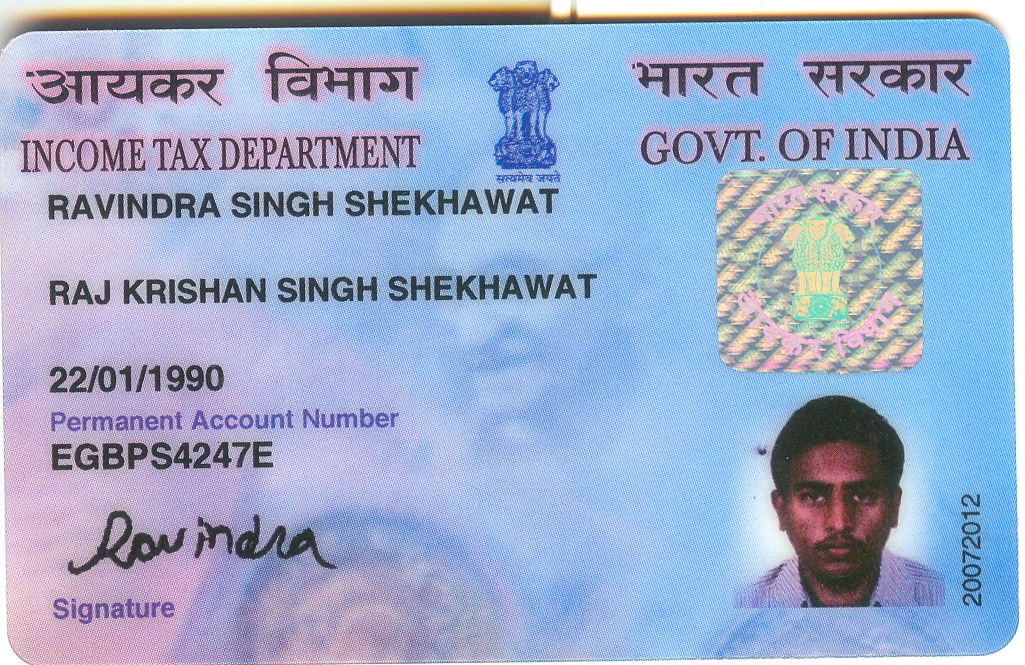 आयकर विभाग
INCOME TAX DEPARTMENT
सत्यमेव जयते
भारत सरकार
GOVT. OF INDIA
RAVINDRA SINGH SHEKHAWAT
RAJ KRISHAN SINGH SHEKHAWAT
22/01/1990
Permanent Account Number
EGBPS4247E
Ravindra
Signature
भारत सरकार
आयकर विभाग
20072012